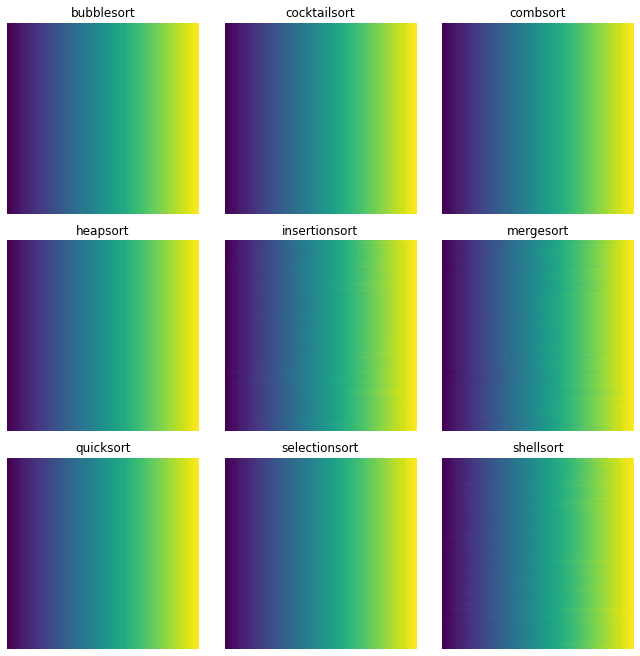 bubblesort
cocktailsort
combsort
heapsort
insertionsort
mergesort
quicksort
selectionsort
shellsort